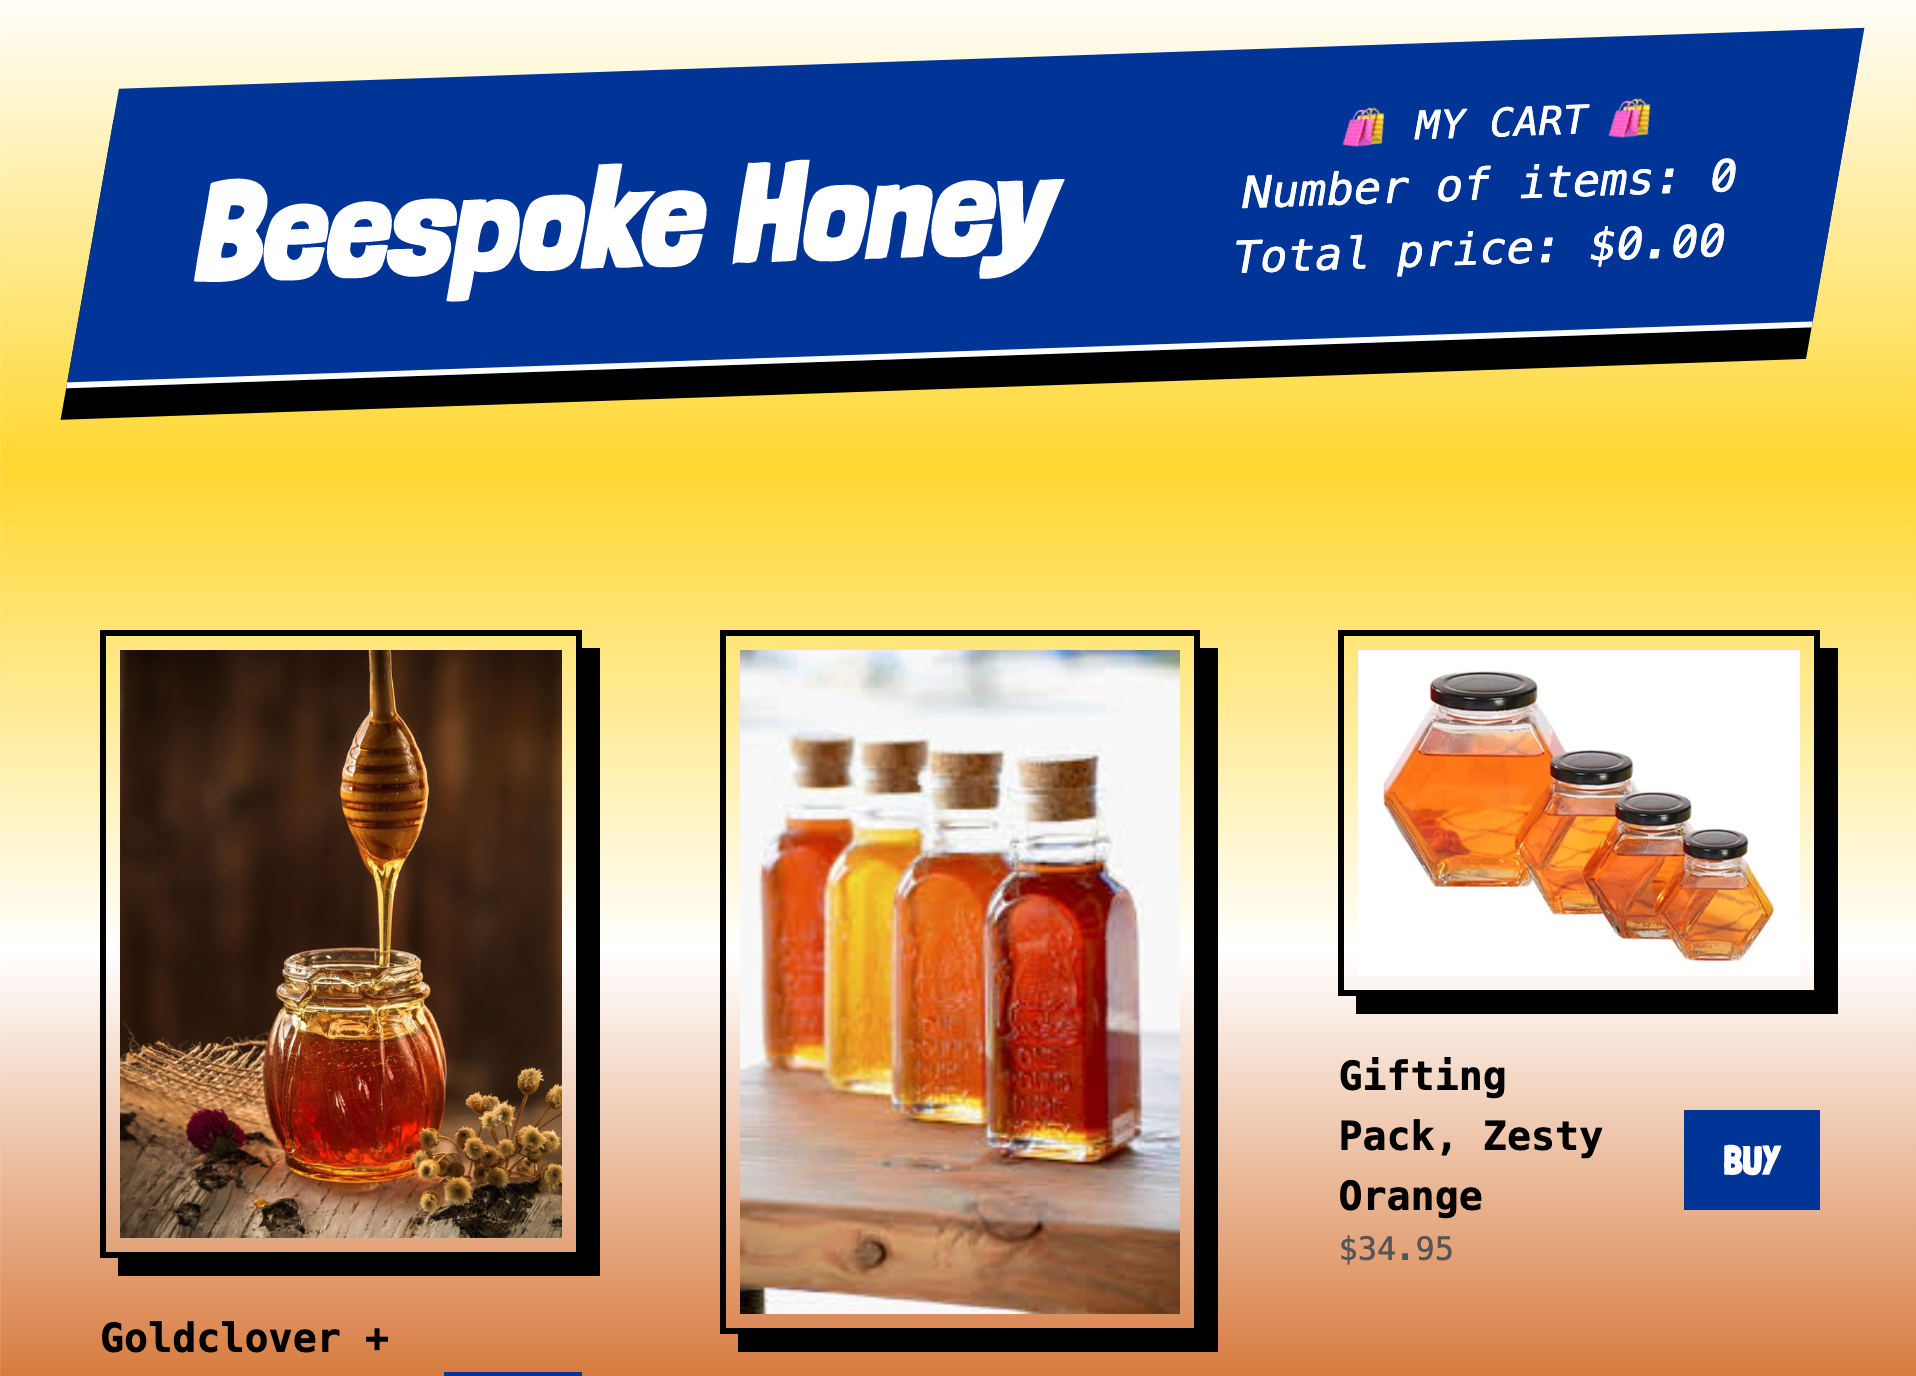 Beespoke Honey
🛍️ MY CART 🛍️
Number of items: 0
Total price: $0.00
Goldclover +
Gifting
Pack, Zesty
Orange
$34.95
BUY